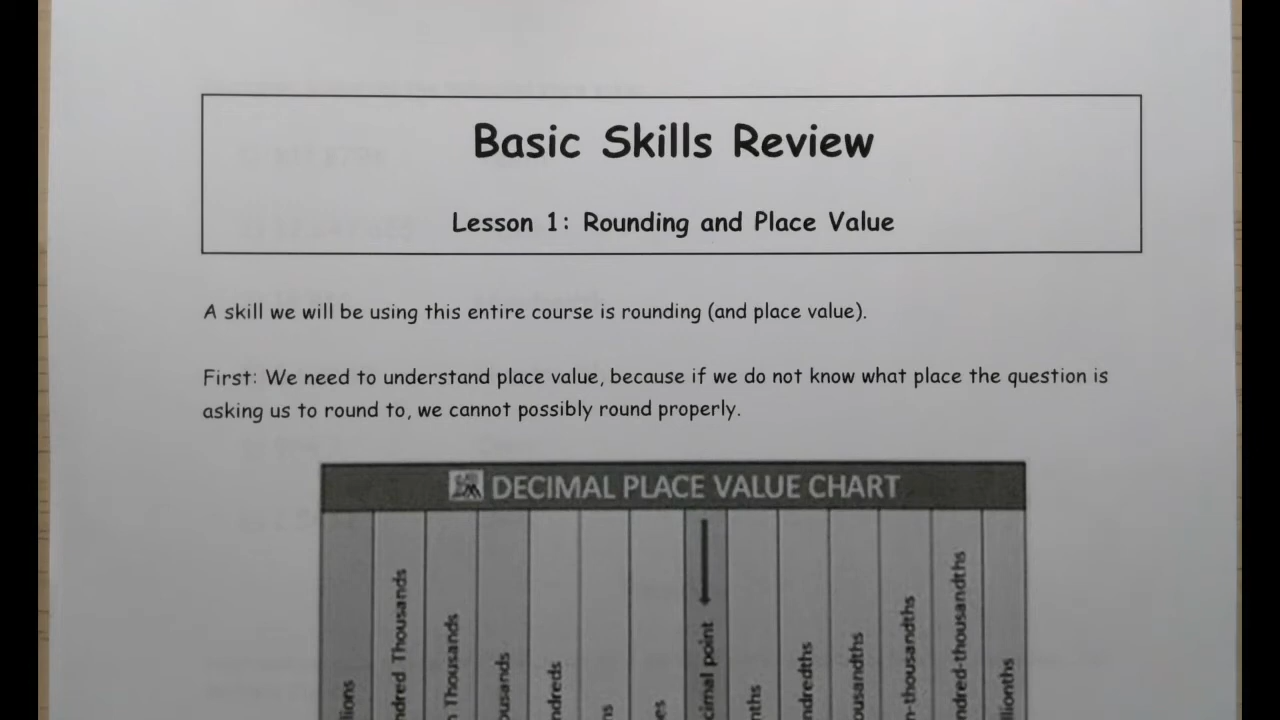 Basic Skills Review
Lesson 1: Rounding and Place Value
A skill we will be using this entire course is rounding (and place value).
First: We need to understand place value, because if we do not know what place the question is
asking us to round to, we cannot possibly round properly.
DECIMAL PLACE VALUE CHART
Thousands
Thousands
point